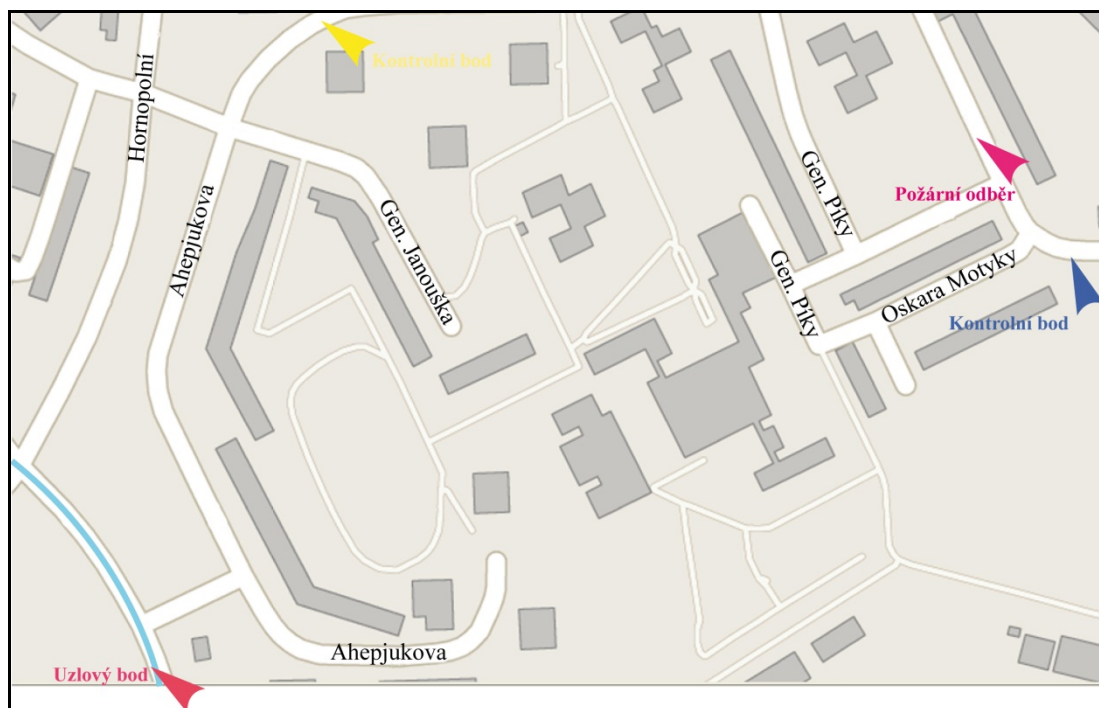 Kontrolní bod
Hornopolní
Ahepjukova
Gen. Píky
Požární odběr
Gen. Janouška
Gen. Píky
Oskara Motyky
Kontrolní bod
Ahepjukova
Uzlový bod